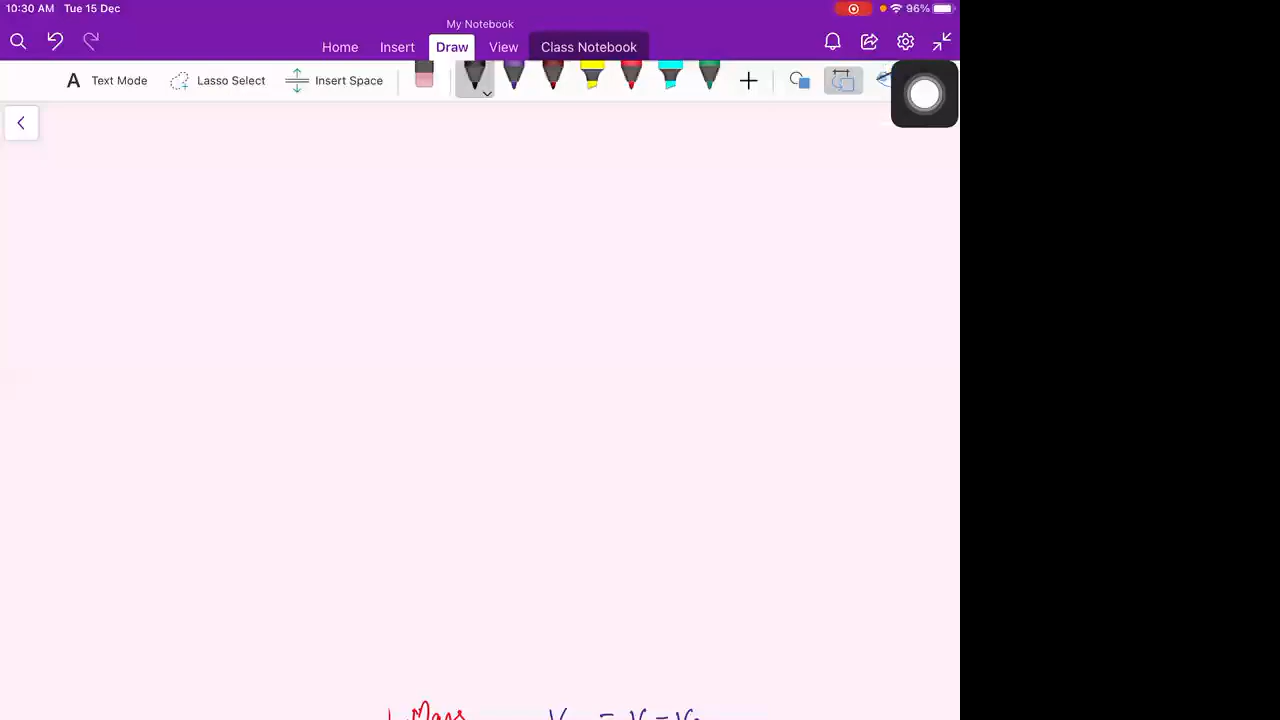 10:30 AM Tue 15 Dec 96%
My Notebook
Home Insert Draw View Class Notebook
A Text Mode Lasso Select Insert Space
Mass